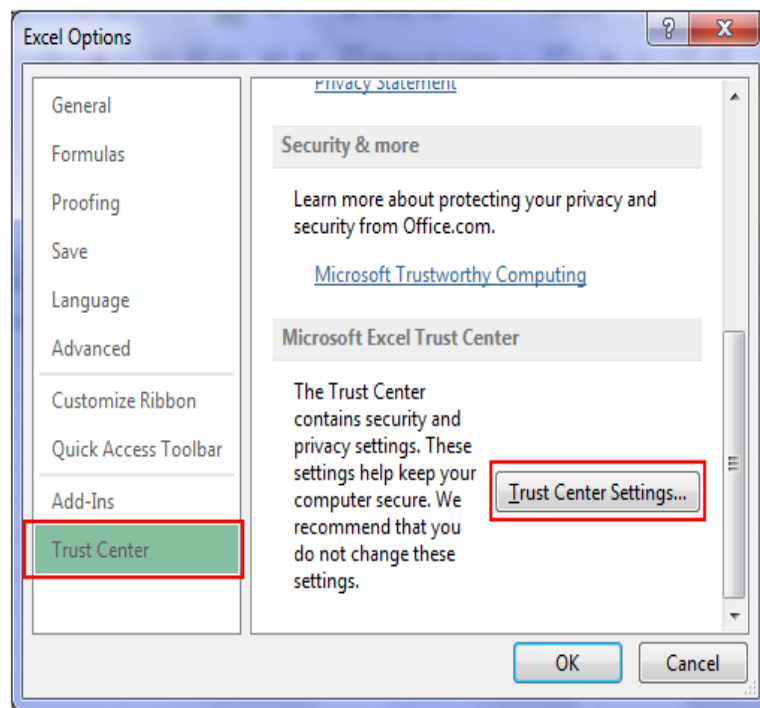 Excel Options
?
X
General
Formulas
Proofing
Save
Language
Advanced
Customize Ribbon
Quick Access Toolbar
Add-Ins
Trust Center
Privacy Statement
Security & more
Learn more about protecting your privacy and
security from Office.com.
Microsoft Trustworthy Computing
Microsoft Excel Trust Center
The Trust Center
contains security and
privacy settings. These
settings help keep your
computer secure. We
recommend that you
do not change these
settings.
Trust Center Settings...
OK
Cancel